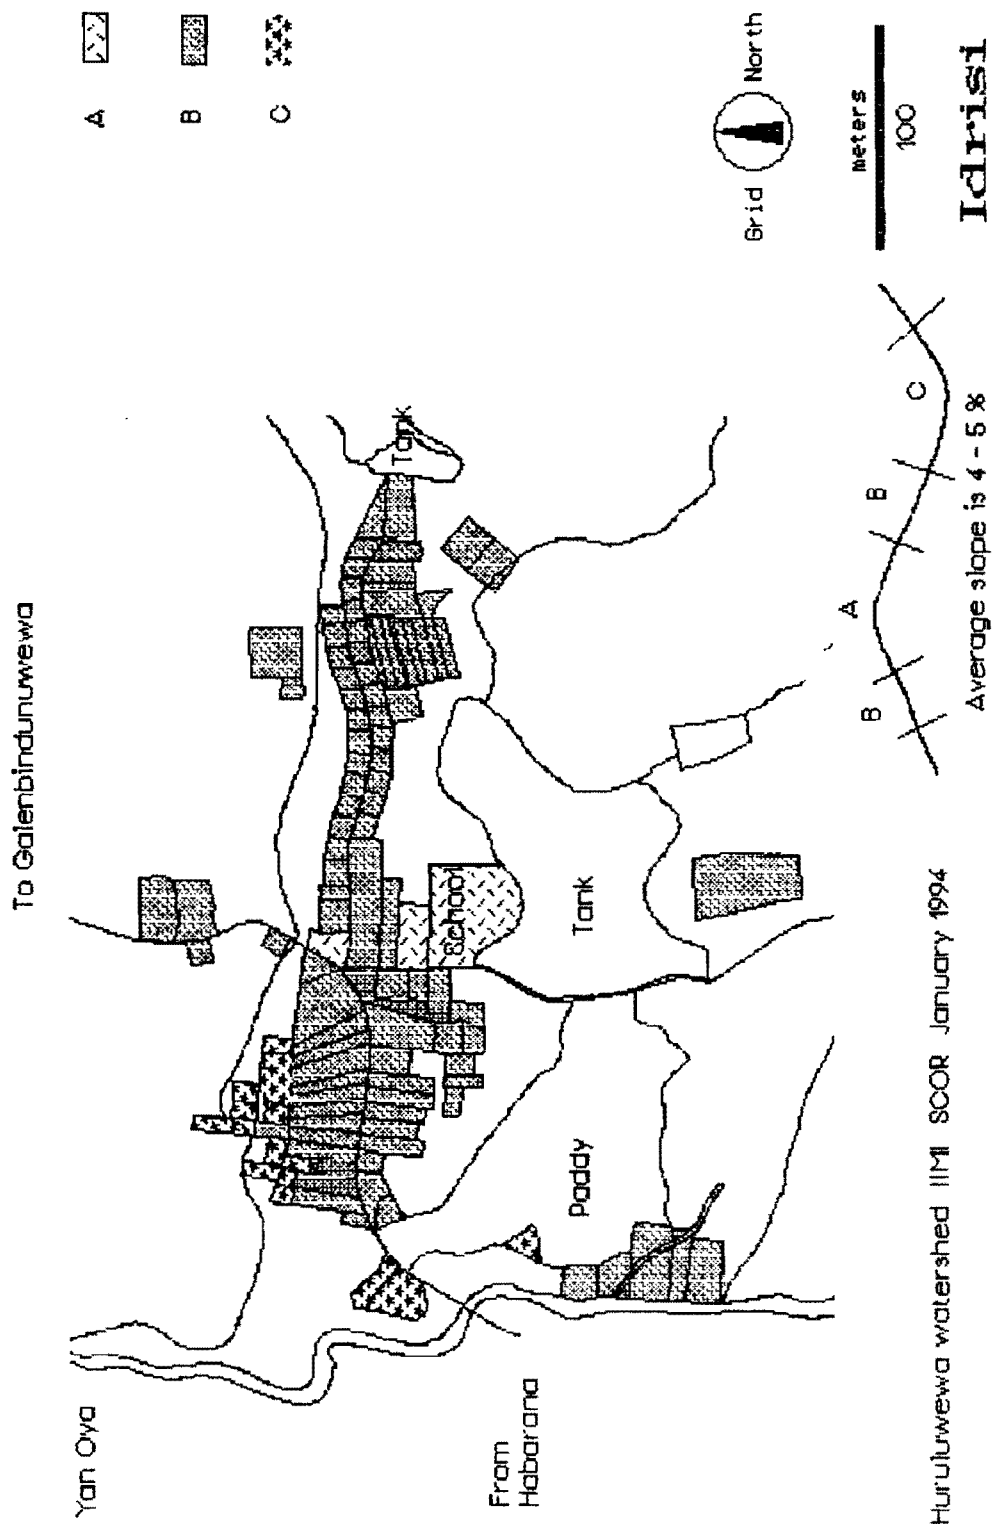 To Galenbindunuwewa
Yan Oya
A
B
C
Tank
School
Tank
Paddy
From
Habarana
Grid North
meters
100
Idrisi
B
A
B
C
Average slope is 4 - 5 %
Huruluwewa watershed IIMI SCOR January 1994